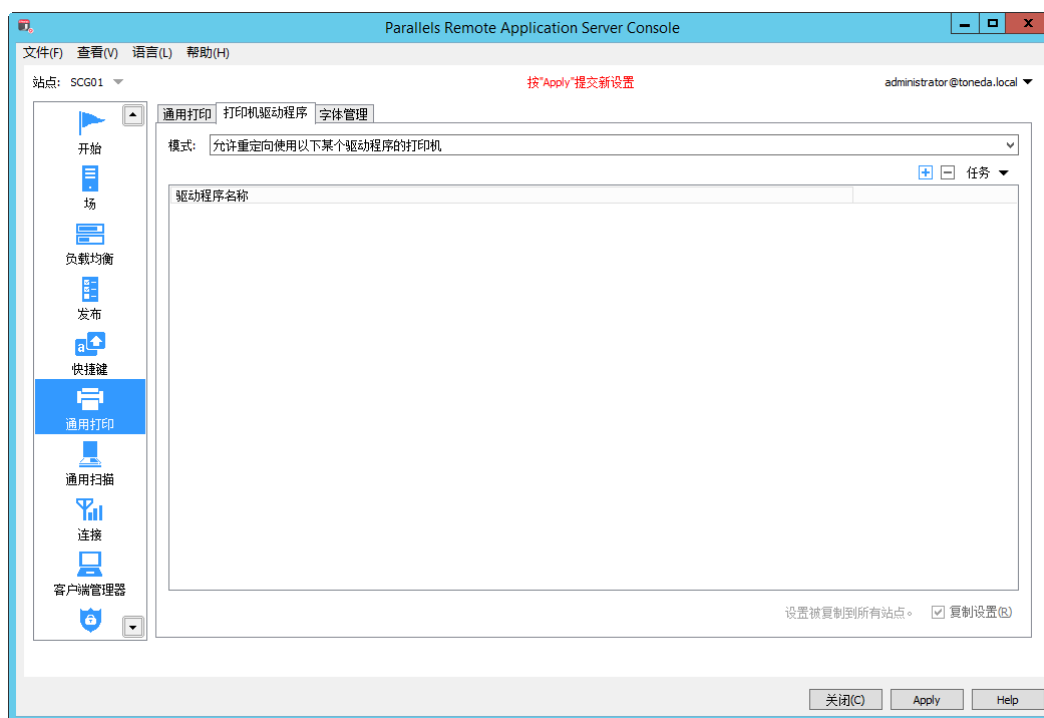 Parallels Remote Application Server Console
文件(F) 查看(V) 语言(L) 帮助(H)
站点: SCG01 按"Apply"提交新设置 administrator@toneda.local
通用打印 打印机驱动程序 字体管理
模式: 允许重定向使用以下某个驱动程序的打印机
任务
驱动程序名称
开始
场
负载均衡
发布
快捷键
通用打印
通用扫描
连接
客户端管理器
设置被复制到所有站点。 复制设置(R)
关闭(C) Apply Help